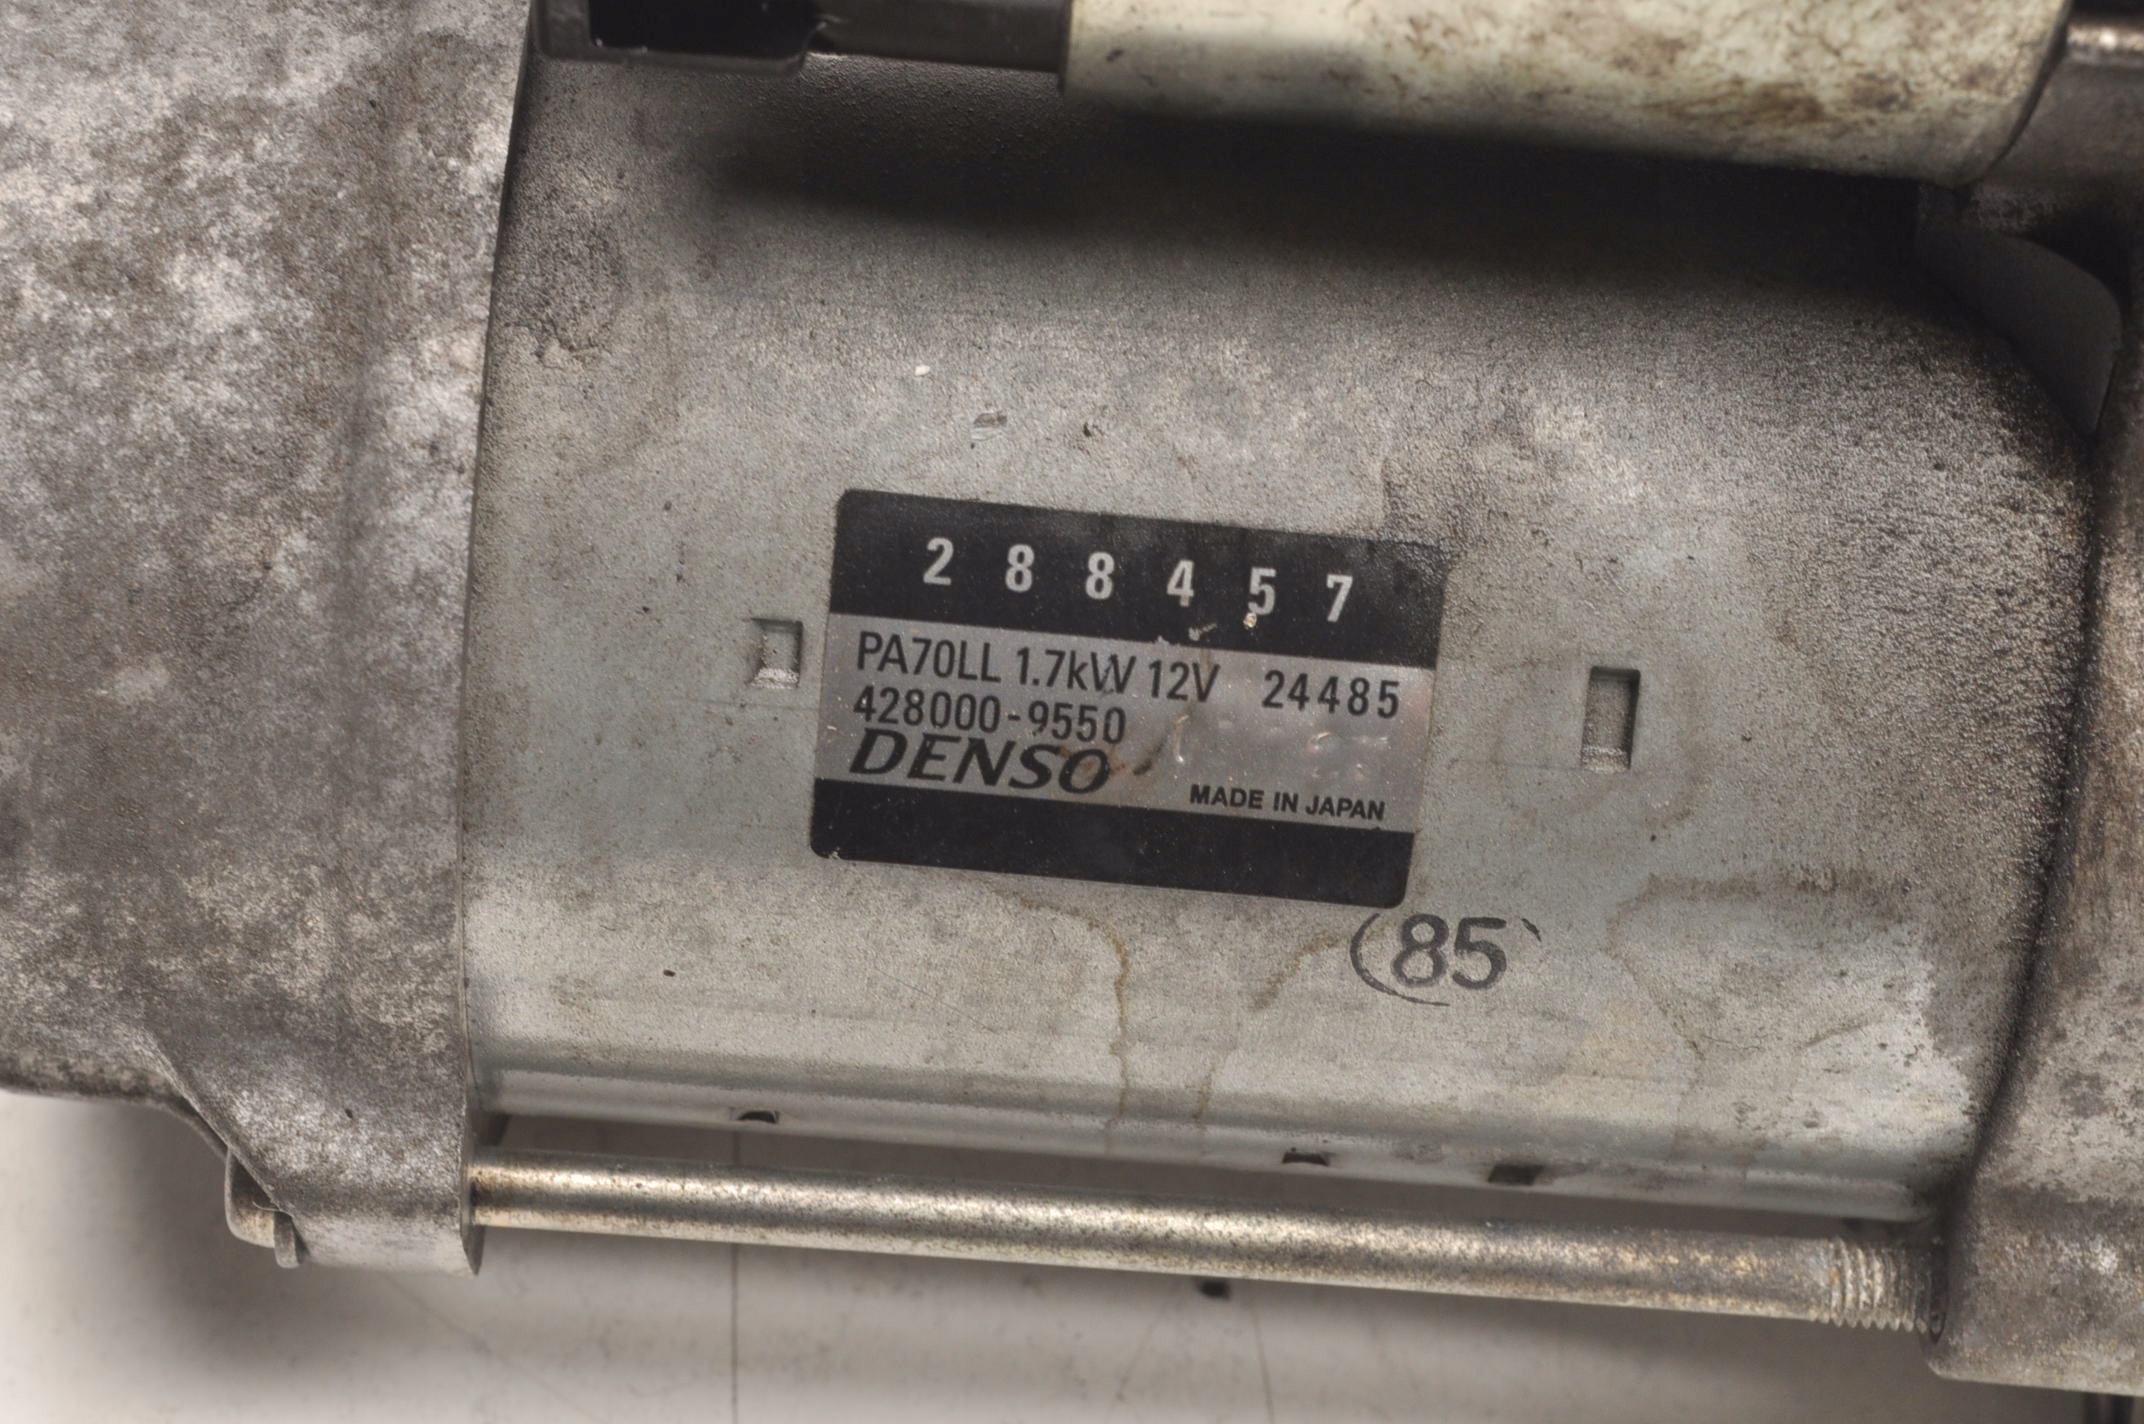 288457
PA70LL 1.7kW 12V 24485
428000-9550
DENSO
MADE IN JAPAN
85